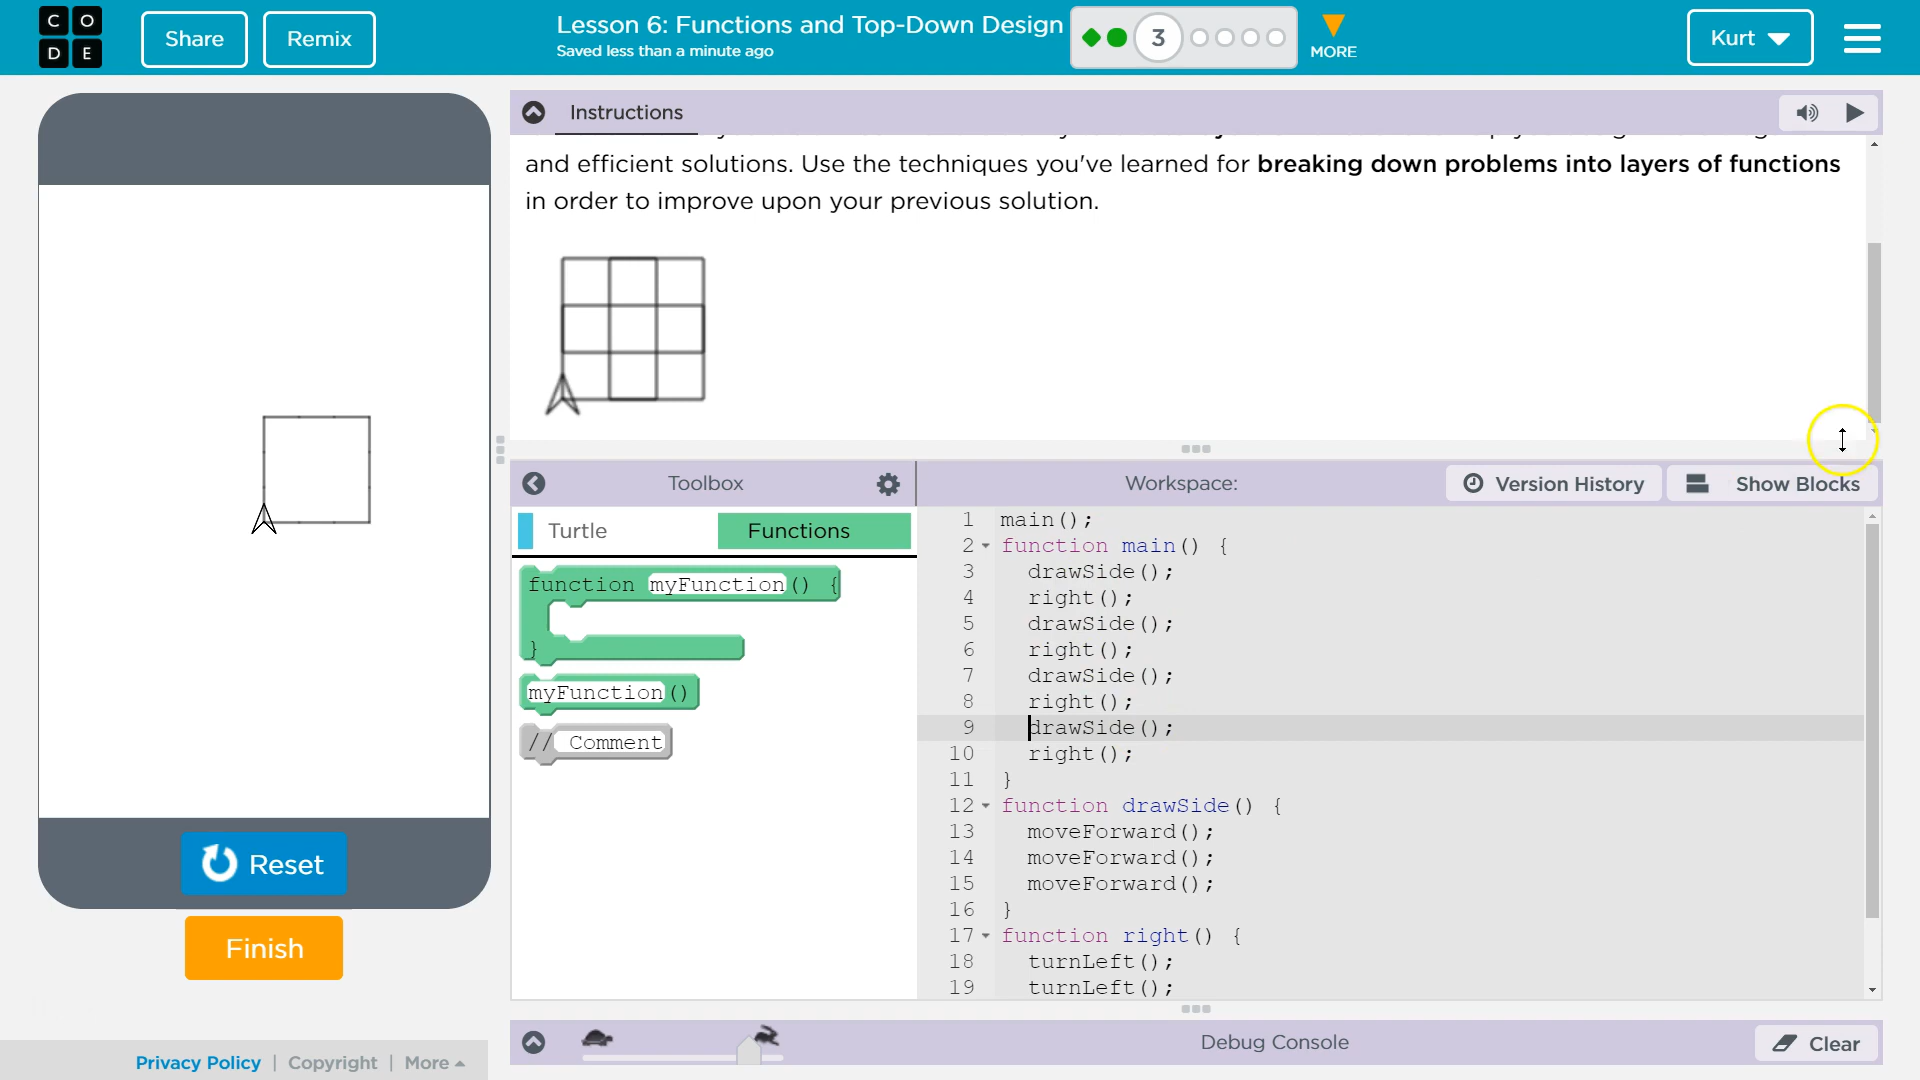 CO
DE
Share
Remix
Lesson 6: Functions and Top-Down Design
Saved less than a minute ago
3
MORE
Kurt
Instructions
and efficient solutions. Use the techniques you've learned for breaking down problems into layers of functions
in order to improve upon your previous solution.
Toolbox
Workspace:
Version History
Show Blocks
Turtle
Functions
function myFunction() {
}
myFunction()
// Comment
1 main();
2 function main() {
3 drawSide();
4 right();
5 drawSide();
6 right();
7 drawSide();
8 right();
9 drawSide();
10 right();
11 }
12 function drawSide() {
13 moveForward();
14 moveForward();
15 moveForward();
16 }
17 function right() {
18 turnLeft();
19 turnLeft();
Reset
Finish
Debug Console
Clear
Privacy Policy | Copyright | More